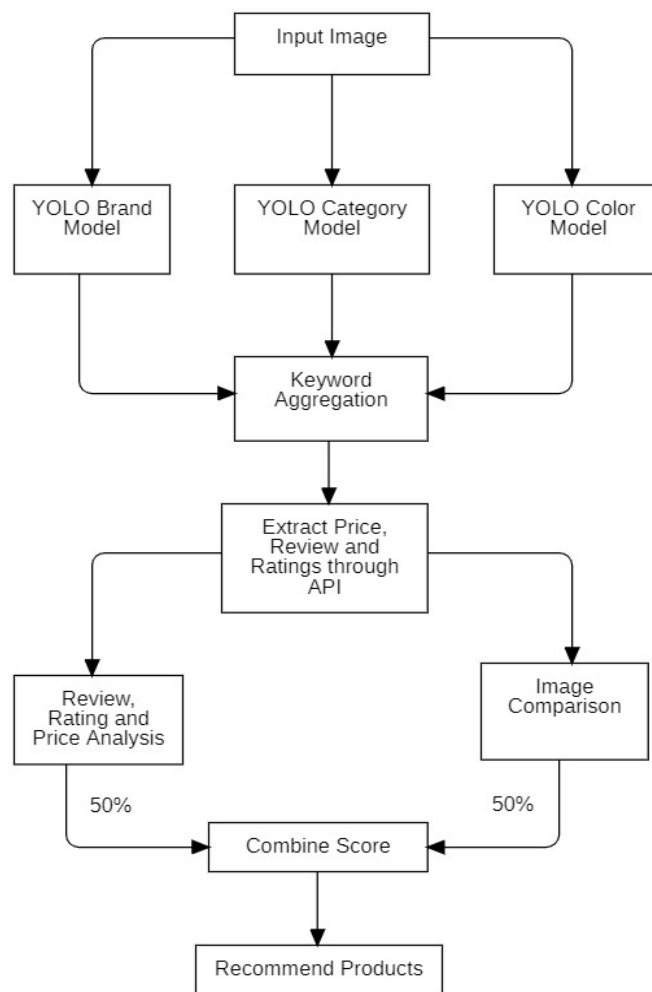 Input Image
YOLO Brand
Model
YOLO Category
Model
YOLO Color
Model
Keyword
Aggregation
Extract Price,
Review and
Ratings through
API
Review,
Rating and
Price Analysis
Image
Comparison
50%
50%
Combine Score
Recommend Products